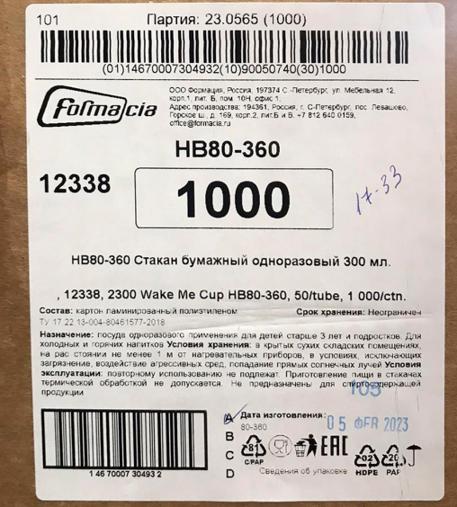 101 Партия: 23.0565 (1000)
(01)14670007304932(10)90050740(30)1000
Formacia
ООО Формация, Россия, 197374 С-Петербург, ул. Мебельная 12,
корп.1, лит. Б, пом. 10Н, офис 1.
Адрес производства: 194361, Россия, г. С-Петербург, пос. Левашово,
Горское ш., д. 169, корп.2, лит.Б и Б. +7 812 640 0159,
office@formacia.ru
HB80-360
12338
1000
17-33
HB80-360 Стакан бумажный одноразовый 300 мл.
, 12338, 2300 Wake Me Cup HB80-360, 50/tube, 1 000/ctn.
Состав: картон ламинированный полиэтиленом Срок хранения: Неограничен
ТУ 17.22.13-004-80461577-2018
Назначение: посуда одноразового применения для детей старше 3 лет и подростков. Для
холодных и горячих напитков Условия хранения: в крытых сухих складских помещениях,
на рас стоянии не менее 1 м от нагревательных приборов, в условиях, исключающих
загрязнение, воздействие агрессивных сред, попадание прямых солнечных лучей Условия
эксплуатации: повторному использованию не подлежат. Приготовление пищи в стаканах
термической обработкой не допускается. Не предназначены для спиртосодержащей
продукции
105
A Дата изготовления:
80-360
05 ФЕВ 2023
B
C
D
81
C/PAP
EAC
02
HDPE
20
PAP
Сведения об упаковке
1 46 70007 30493 2